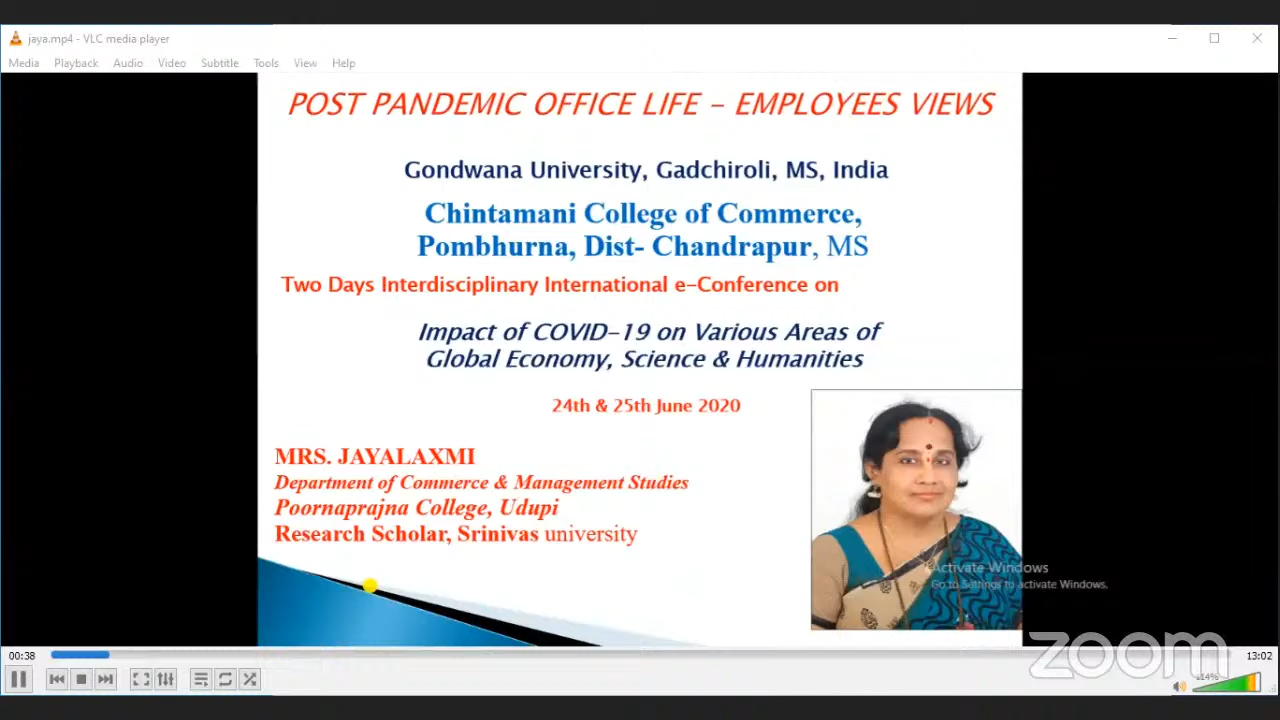 jaya.mp4 - VLC media player
Media Playback Audio Video Subtitle Tools View Help
POST PANDEMIC OFFICE LIFE – EMPLOYEES VIEWS
Gondwana University, Gadchiroli, MS, India
Chintamani College of Commerce,
Pombhurna, Dist- Chandrapur, MS
Two Days Interdisciplinary International e-Conference on
Impact of COVID-19 on Various Areas of
Global Economy, Science & Humanities
24th & 25th June 2020
MRS. JAYALAXMI
Department of Commerce & Management Studies
Poornaprajna College, Udupi
Research Scholar, Srinivas university
Activate Windows
Go to Settings to activate Windows.
zoom
00:38
13:02